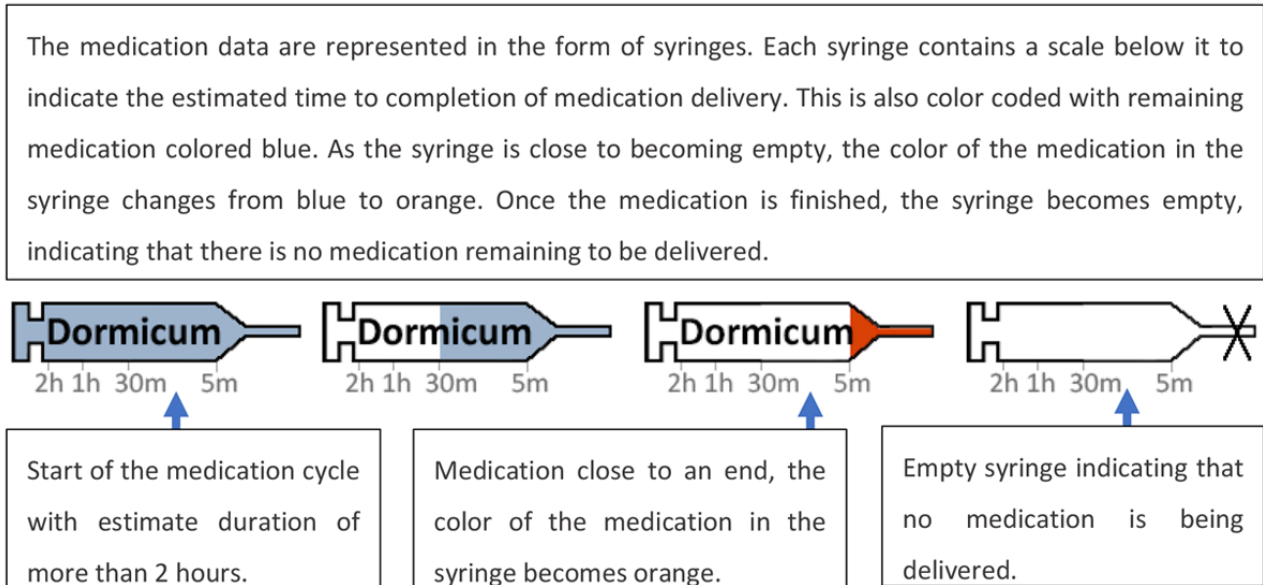 The medication data are represented in the form of syringes. Each syringe contains a scale below it to
indicate the estimated time to completion of medication delivery. This is also color coded with remaining
medication colored blue. As the syringe is close to becoming empty, the color of the medication in the
syringe changes from blue to orange. Once the medication is finished, the syringe becomes empty,
indicating that there is no medication remaining to be delivered.
Dormicum
2h 1h 30m 5m
Dormicum
2h 1h 30m 5m
Dormicum
2h 1h 30m 5m
2h 1h 30m 5m
Start of the medication cycle
with estimate duration of
more than 2 hours.
Medication close to an end, the
color of the medication in the
syringe becomes orange.
Empty syringe indicating that
no medication is being
delivered.